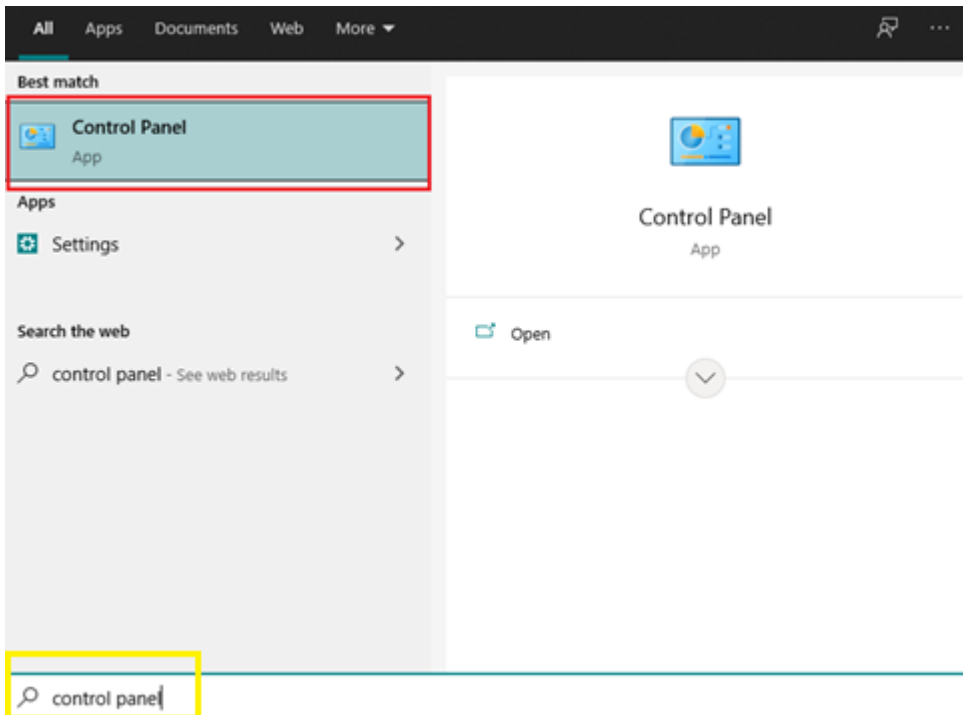 All Apps Documents Web More
Best match
Control Panel
App
Apps
Settings
Search the web
control panel - See web results
control panel
Control Panel
App
Open